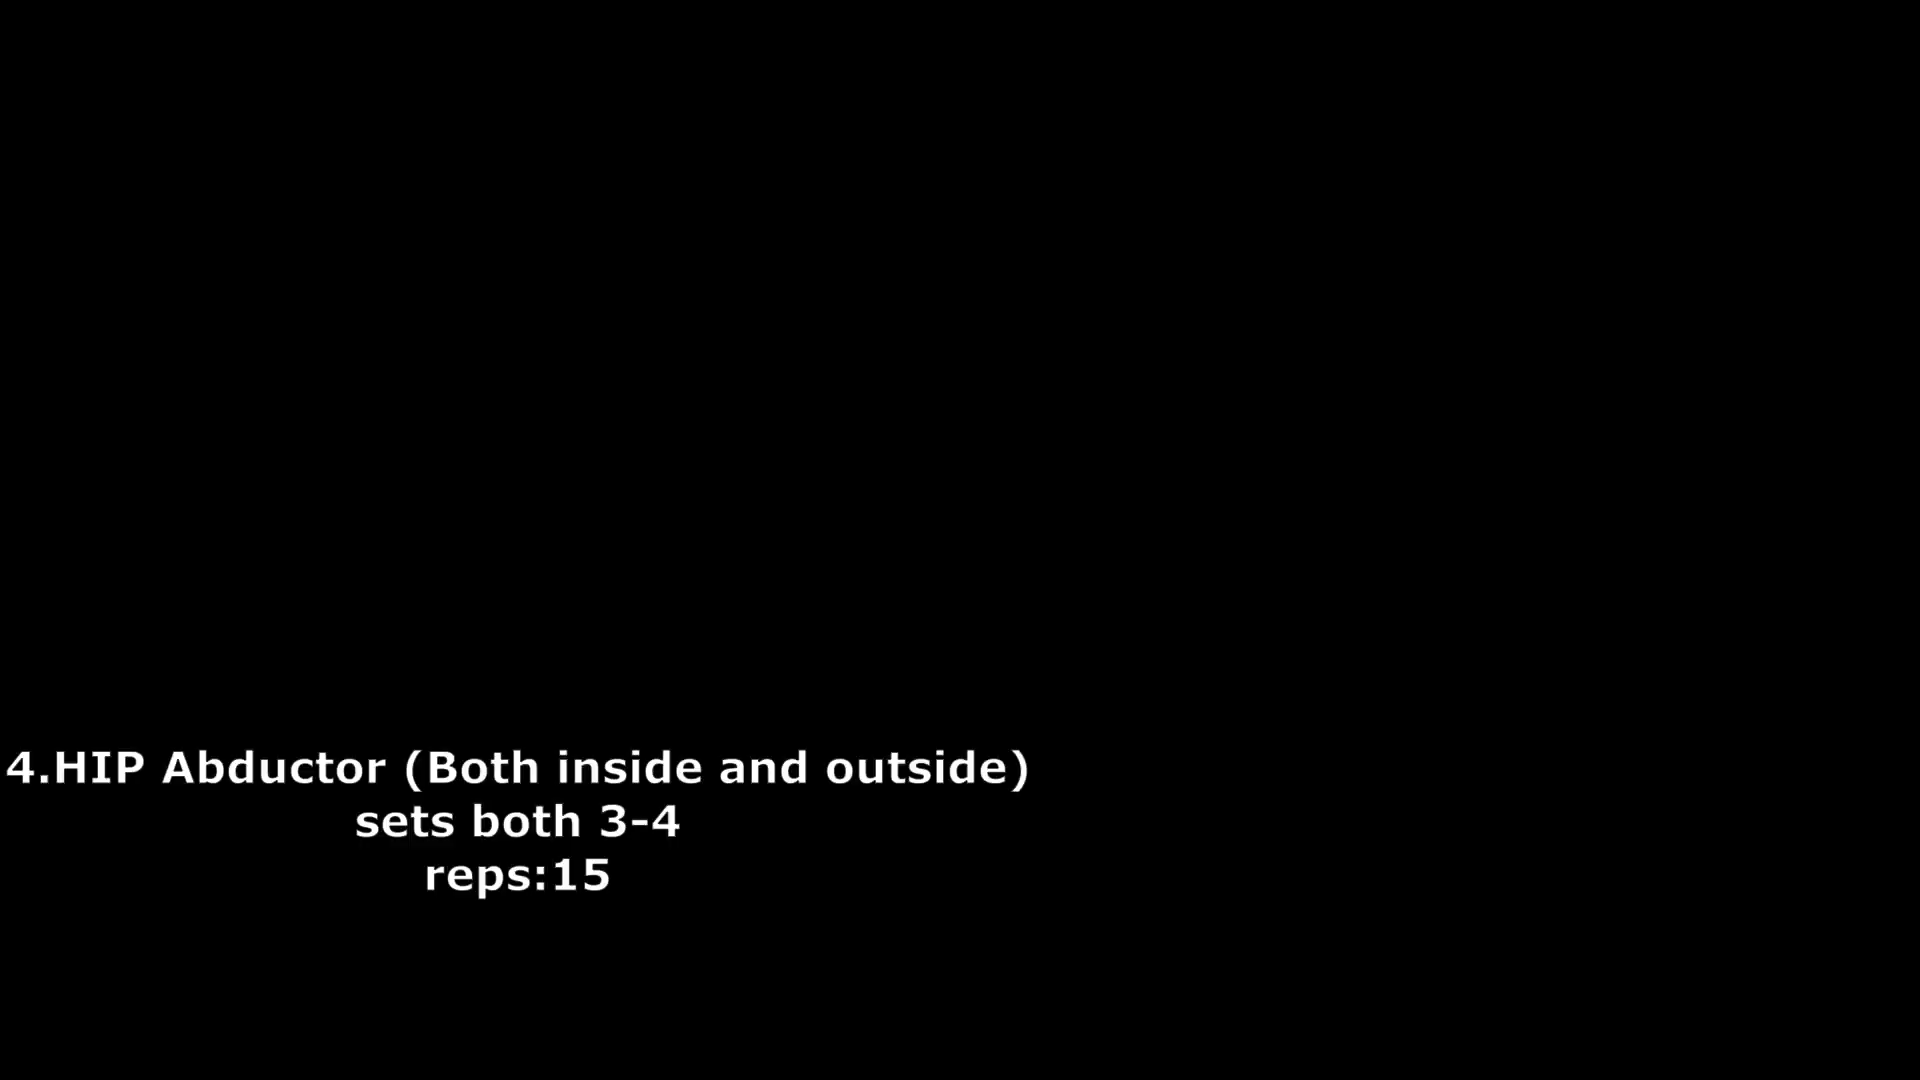 4.HIP Abductor (Both inside and outside)
sets both 3-4
reps:15